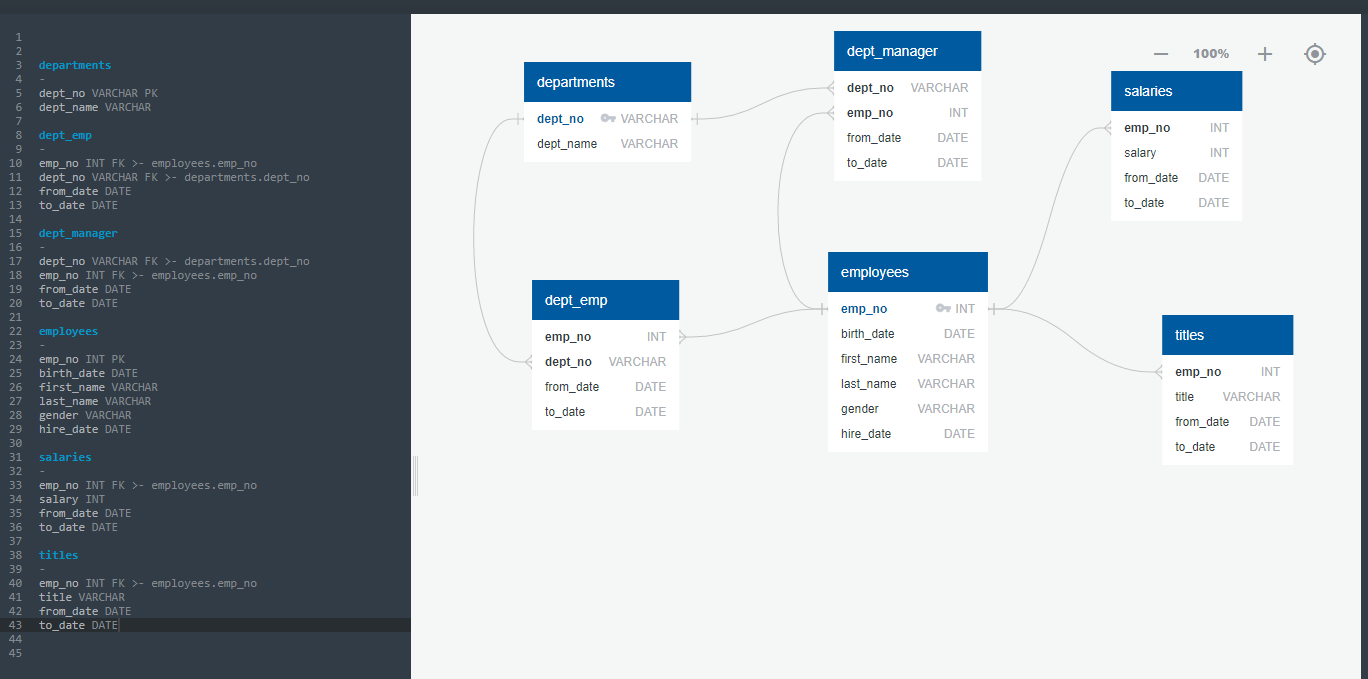 1
2
3 departments
4 -
5 dept_no VARCHAR PK
6 dept_name VARCHAR
7
8 dept_emp
9 -
10 emp_no INT FK >- employees.emp_no
11 dept_no VARCHAR FK >- departments.dept_no
12 from_date DATE
13 to_date DATE
14
15 dept_manager
16 -
17 dept_no VARCHAR FK >- departments.dept_no
18 emp_no INT FK >- employees.emp_no
19 from_date DATE
20 to_date DATE
21
22 employees
23 -
24 emp_no INT PK
25 birth_date DATE
26 first_name VARCHAR
27 last_name VARCHAR
28 gender VARCHAR
29 hire_date DATE
30
31 salaries
32 -
33 emp_no INT FK >- employees.emp_no
34 salary INT
35 from_date DATE
36 to_date DATE
37
38 titles
39 -
40 emp_no INT FK >- employees.emp_no
41 title VARCHAR
42 from_date DATE
43 to_date DATE
44
45
departments
dept_no VARCHAR
dept_name VARCHAR
dept_manager
dept_no VARCHAR
emp_no INT
from_date DATE
to_date DATE
100%
salaries
emp_no INT
salary INT
from_date DATE
to_date DATE
dept_emp
emp_no INT
dept_no VARCHAR
from_date DATE
to_date DATE
employees
emp_no INT
birth_date DATE
first_name VARCHAR
last_name VARCHAR
gender VARCHAR
hire_date DATE
titles
emp_no INT
title VARCHAR
from_date DATE
to_date DATE